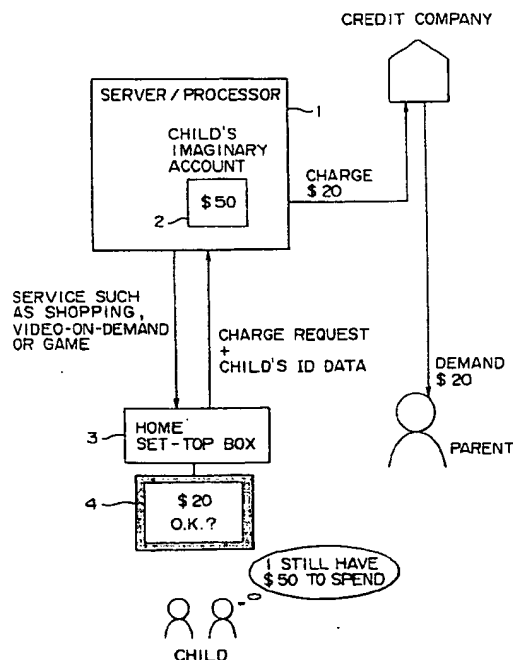 CREDIT COMPANY
SERVER/PROCESSOR
1
CHILD'S
IMAGINARY
ACCOUNT
2
$50
CHARGE
$20
SERVICE SUCH
AS SHOPPING,
VIDEO-ON-DEMAND
OR GAME
CHARGE REQUEST
+
CHILD'S ID DATA
DEMAND
$20
3
HOME
SET-TOP BOX
PARENT
4
$20
O.K.?
I STILL HAVE
$50 TO SPEND
CHILD